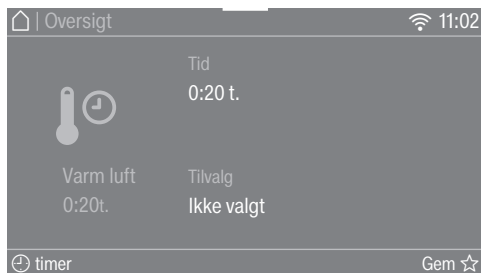 | Oversigt
11:02
Tid
0:20 t.
Varm luft
0:20t.
Tilvalg
Ikke valgt
timer
Gem